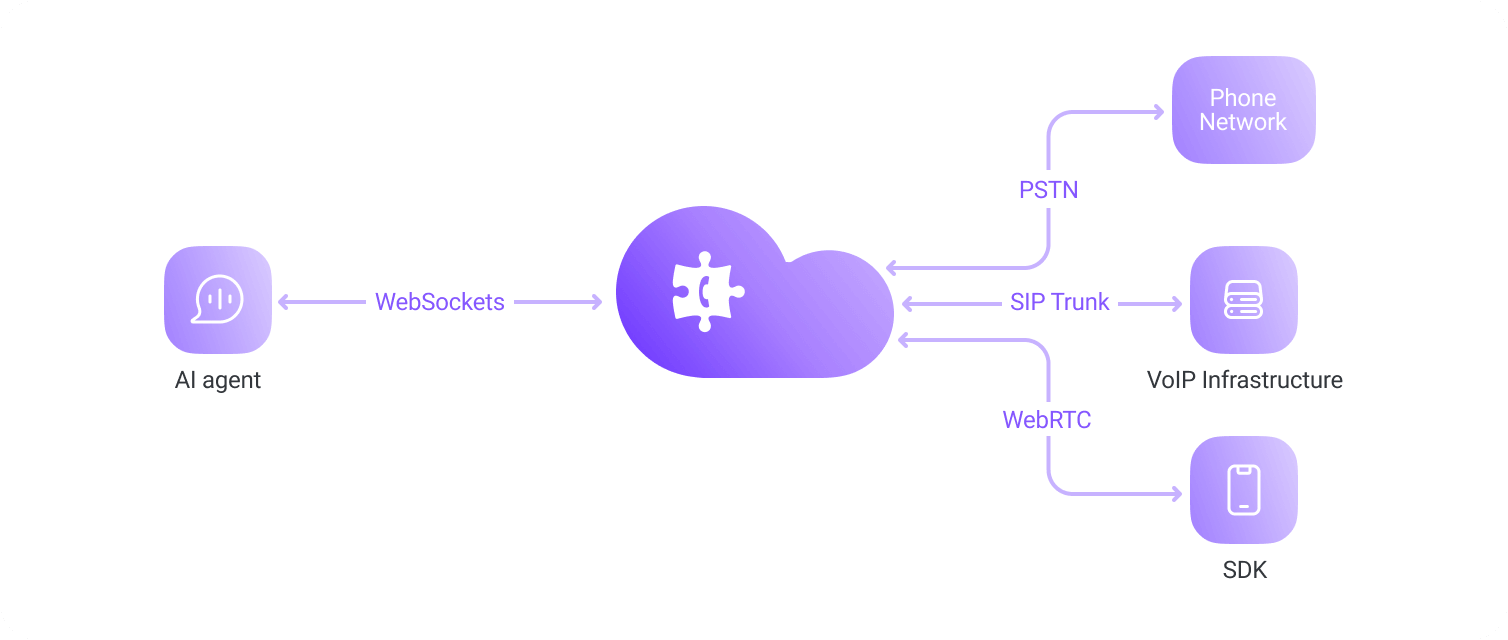 Phone
Network
PSTN
WebSockets
SIP Trunk
AI agent
VoIP Infrastructure
WebRTC
SDK